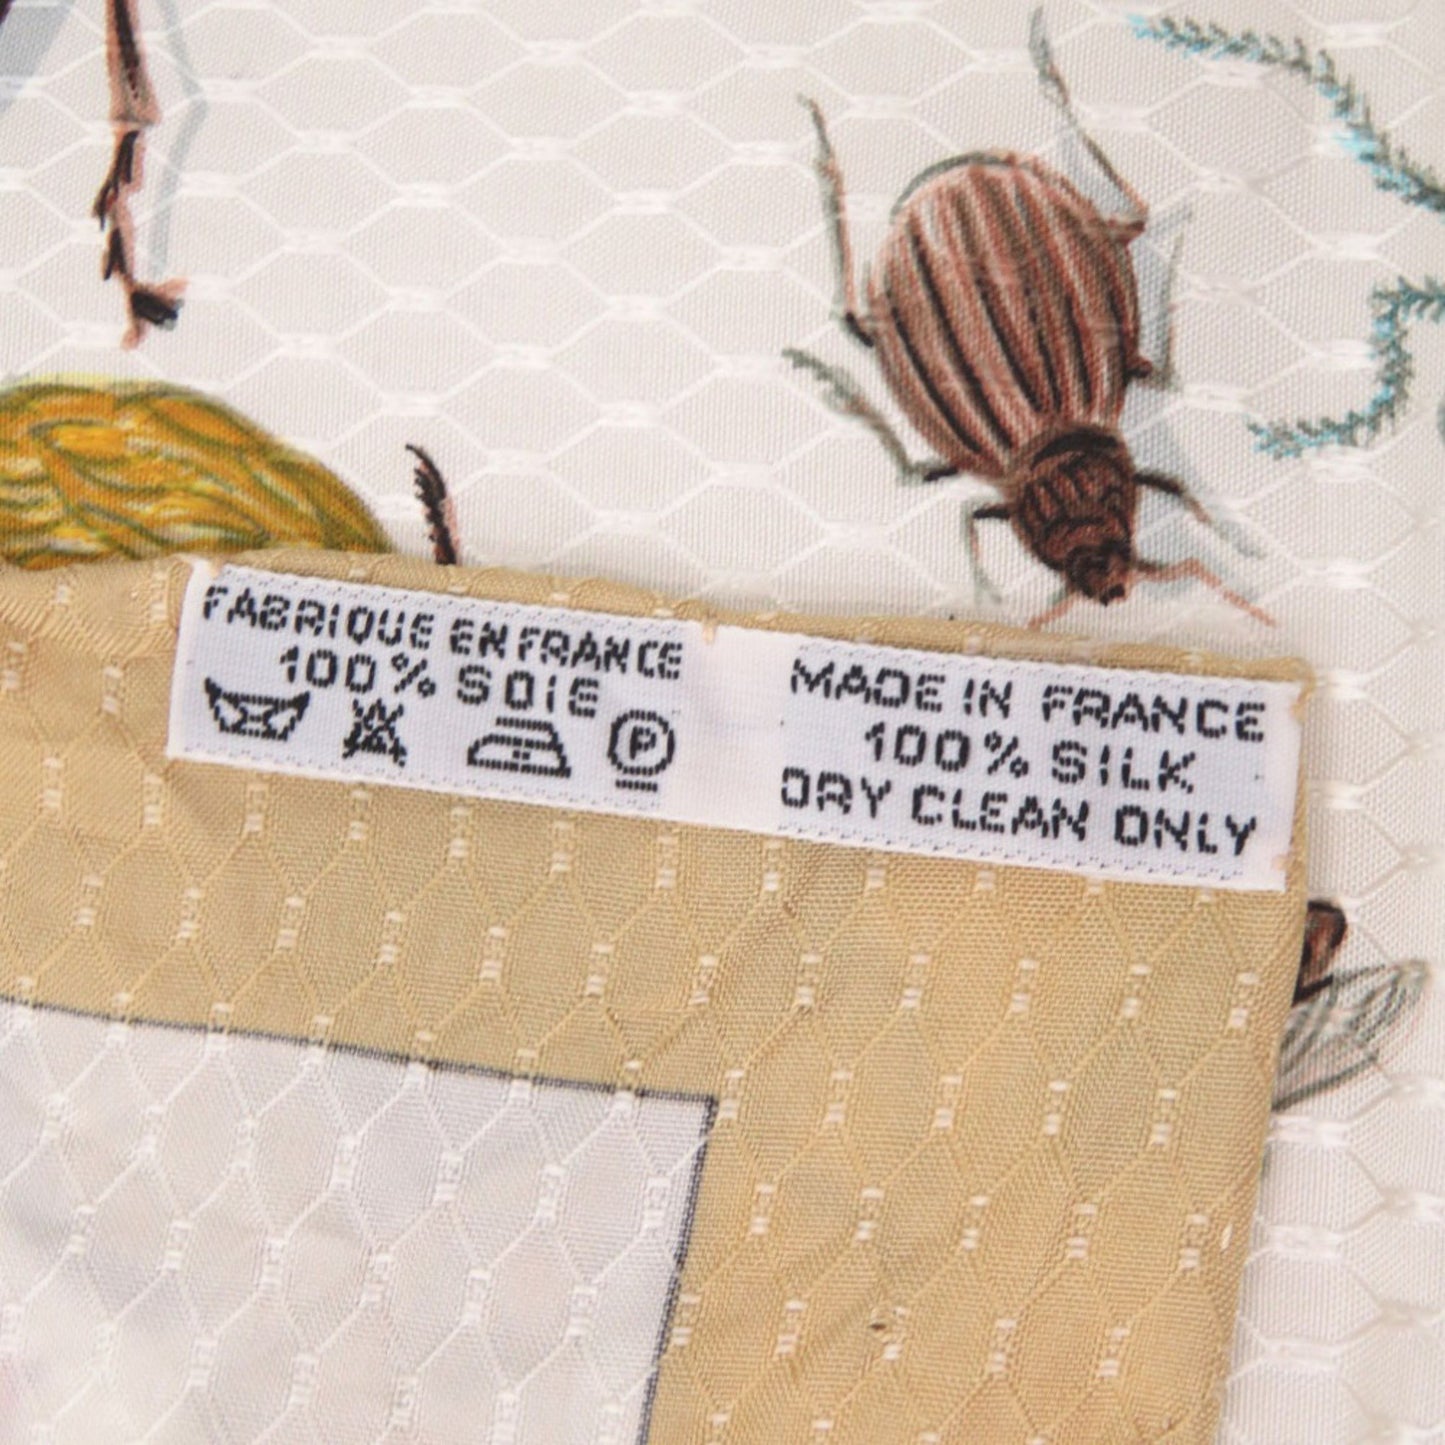 FABRIQUE EN FRANCE
100% SOIE
P
MADE IN FRANCE
100% SILK
DRY CLEAN ONLY